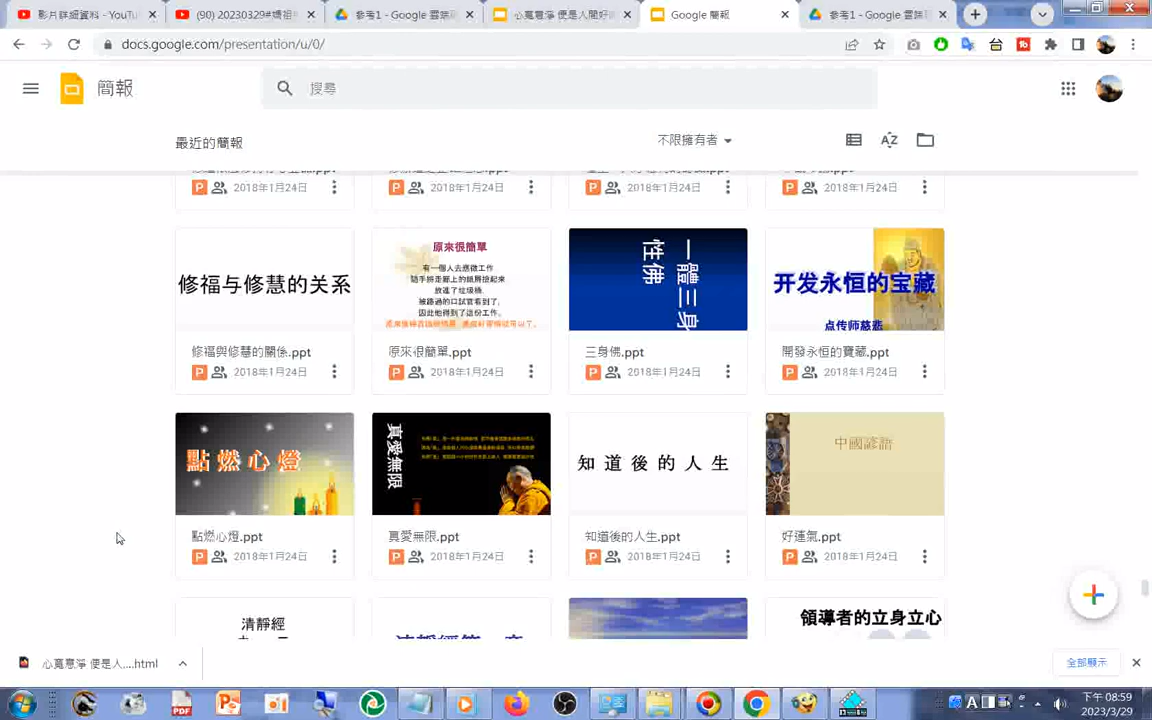 影片詳細資料 - YouTu
(90) 20230329#媽祖
參考1 - Google 雲端
心寬意淨 便是人間好
Google 簡報
參考1 - Google 雲端
docs.google.com/presentation/u/0/
簡報
搜尋
最近的簡報
不限擁有者
2018年1月24日
2018年1月24日
2018年1月24日
2018年1月24日
修福与修慧的关系
原來很簡單
有一個人去應徵工作
隨手將走廊上的紙屑撿起來
放進了垃圾桶,
被路過的口試官看到了,
因此他得到了這份工作。
一體三身
性佛
开发永恒的宝藏
点传师慈悲
修福與修慧的關係.ppt
原來很簡單.ppt
三身佛.ppt
開發永恒的寶藏.ppt
2018年1月24日
2018年1月24日
2018年1月24日
2018年1月24日
點燃心燈
真愛無限
知道後的人生
中國諺語
點燃心燈.ppt
真愛無限.ppt
知道後的人生.ppt
好運氣.ppt
2018年1月24日
2018年1月24日
2018年1月24日
2018年1月24日
清靜經
領導者的立身立心
心寬意淨 便是人....html
全部顯示
下午 08:59
2023/3/29